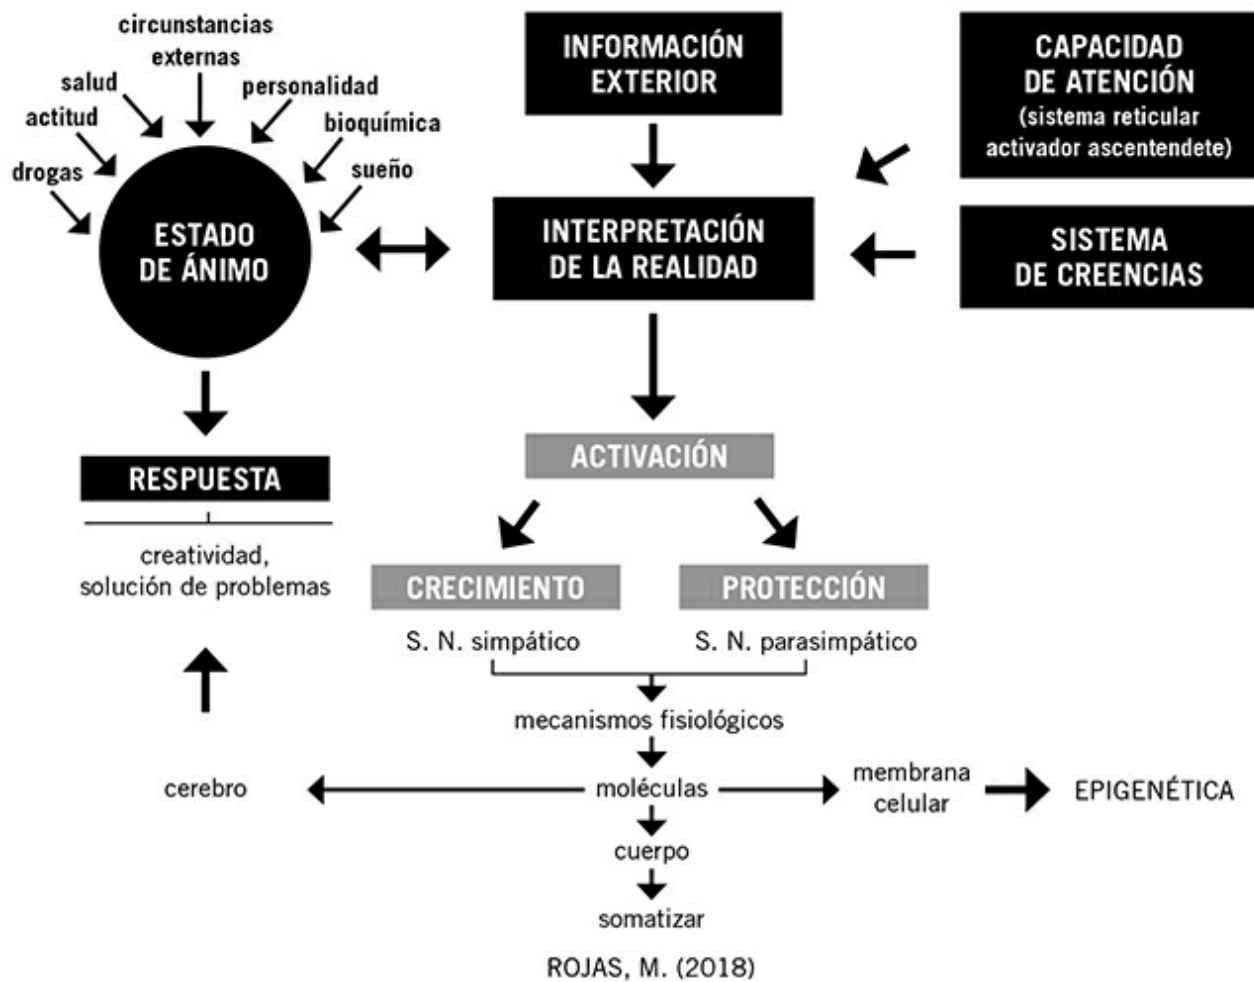 circunstancias
externas
salud
personalidad
actitud
bioquímica
drogas
sueño
ESTADO
DE ÁNIMO
INFORMACIÓN
EXTERIOR
CAPACIDAD
DE ATENCIÓN
(sistema reticular
activador ascentendete)
INTERPRETACIÓN
DE LA REALIDAD
SISTEMA
DE CREENCIAS
RESPUESTA
creatividad,
solución de problemas
ACTIVACIÓN
CRECIMIENTO
PROTECCIÓN
S. N. simpático
S. N. parasimpático
mecanismos fisiológicos
cerebro
moléculas
membrana
celular
EPIGENÉTICA
cuerpo
somatizar
ROJAS, M. (2018)